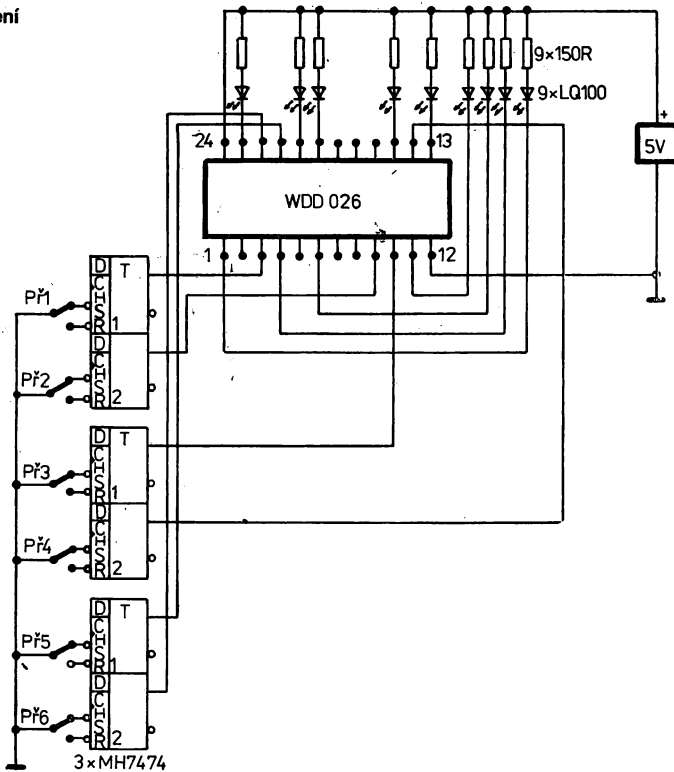 ení
9×150R
9×LQ100
24
13
+
5V
WDD 026
1
12
D
T
C
H
S
R
1
Př1
D
C
H
S
R
2
Př2
D
T
C
H
S
R
1
Př3
D
C
H
S
R
2
Př4
D
T
C
H
S
R
1
Př5
D
C
H
S
R
2
Př6
3×MH7474